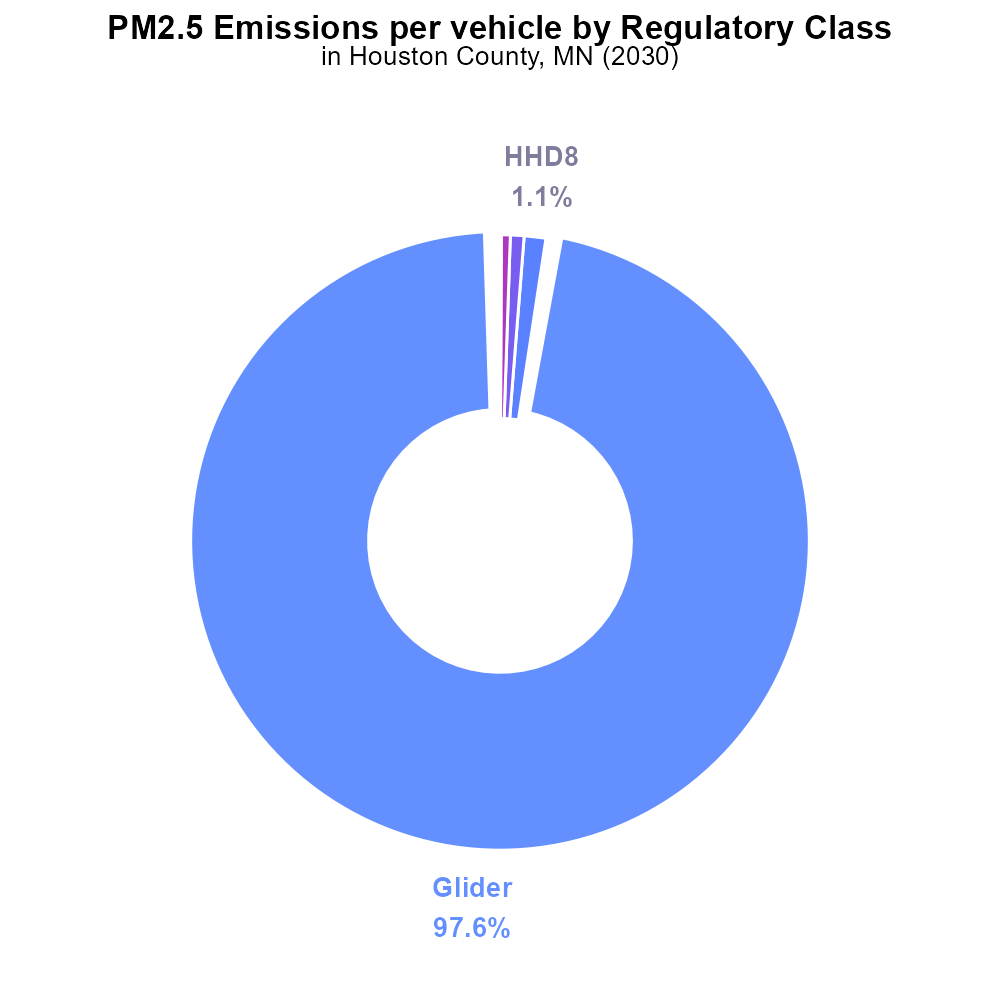 PM2.5 Emissions per vehicle by Regulatory Class
in Houston County, MN (2030)
HHD8
1.1%
Glider
97.6%